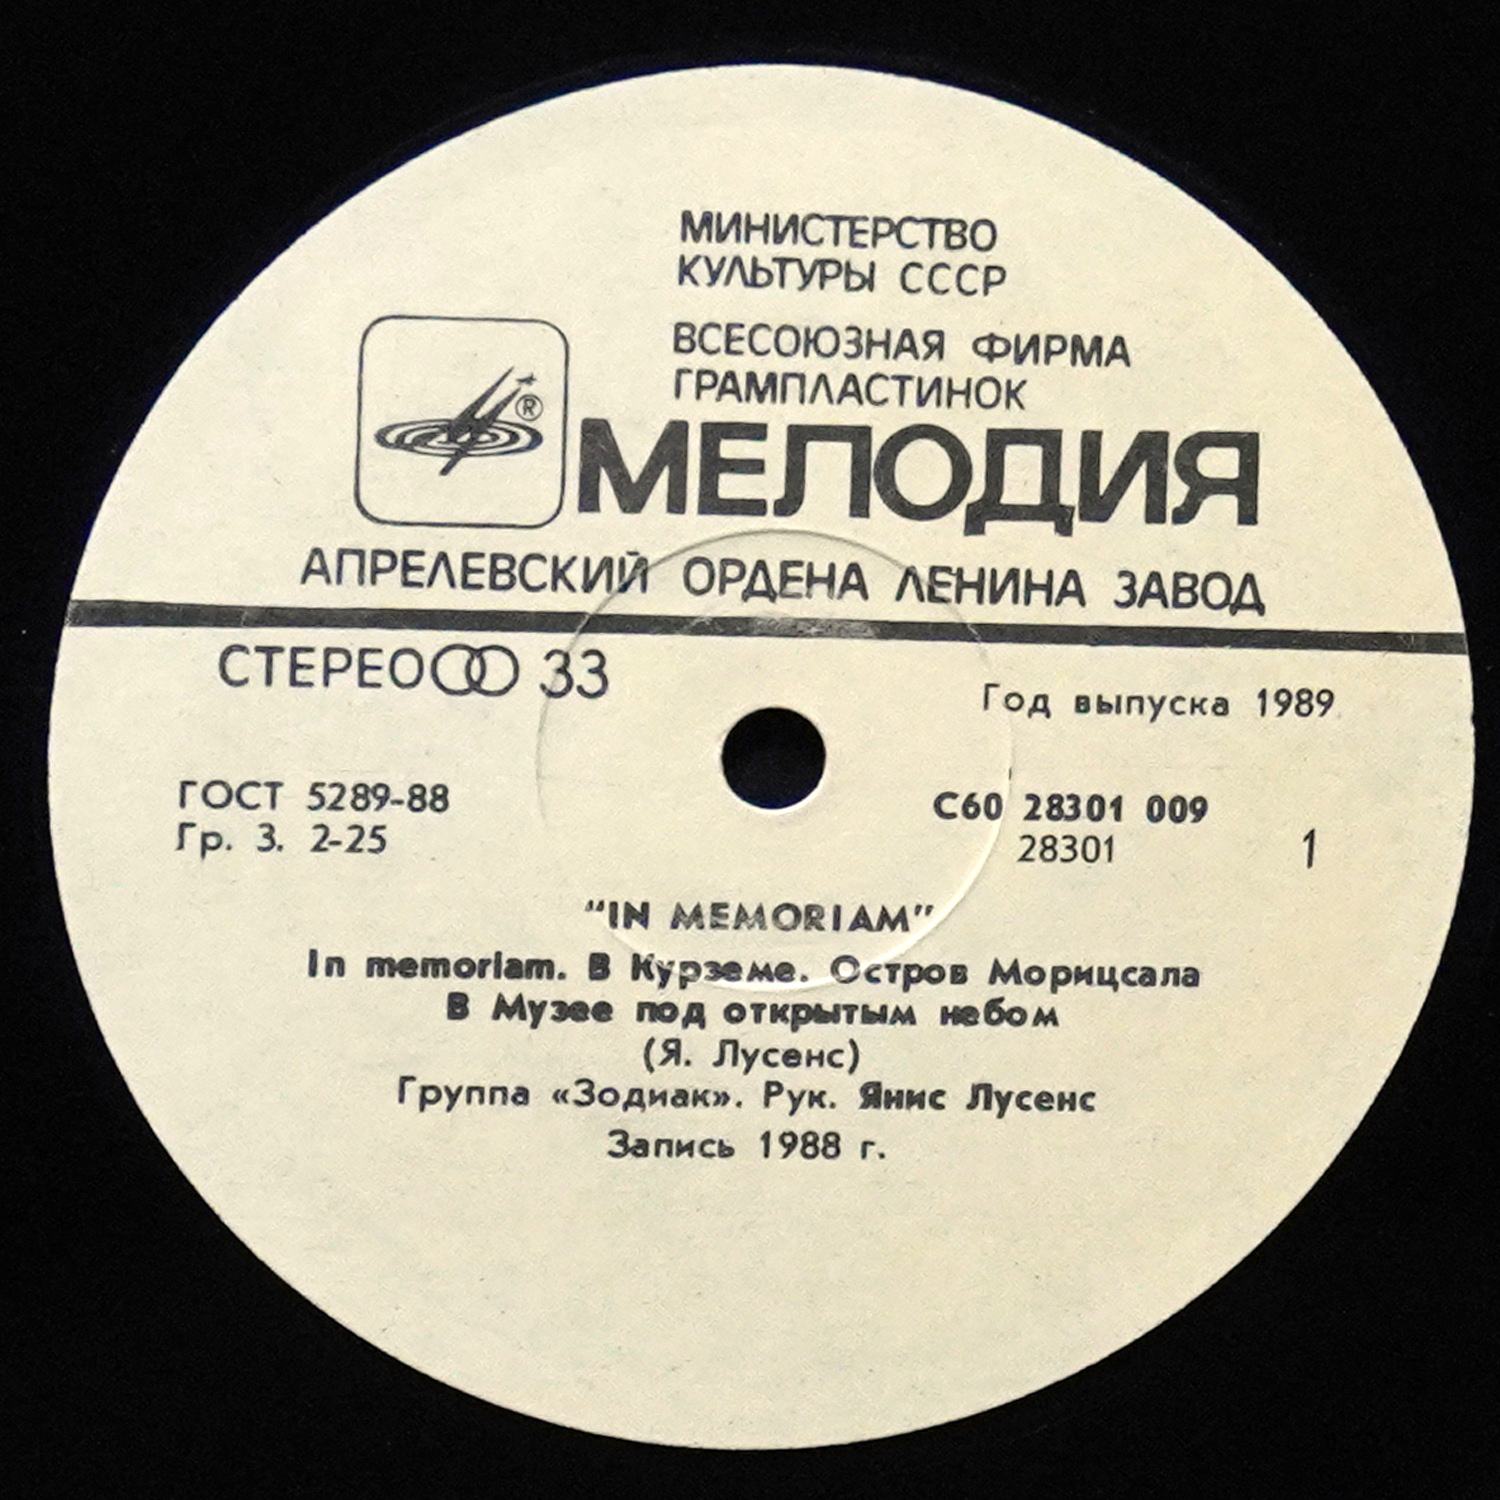 МИНИСТЕРСТВО
КУЛЬТУРЫ СССР
ВСЕСОЮЗНАЯ ФИРМА
ГРАМПЛАСТИНОК
®
МЕЛОДИЯ
АПРЕЛЕВСКИЙ ОРДЕНА ЛЕНИНА ЗАВОД
СТЕРЕО 33
Год выпуска 1989
ГОСТ 5289-88
Гр. 3. 2-25
С60 28301 009
28301
1
"IN MEMORIAM"
In memoriam. В Курземе. Остров Морицсала
В Музее под открытым небом
(Я. Лусенс)
Группа «Зодиак». Рук. Янис Лусенс
Запись 1988 г.